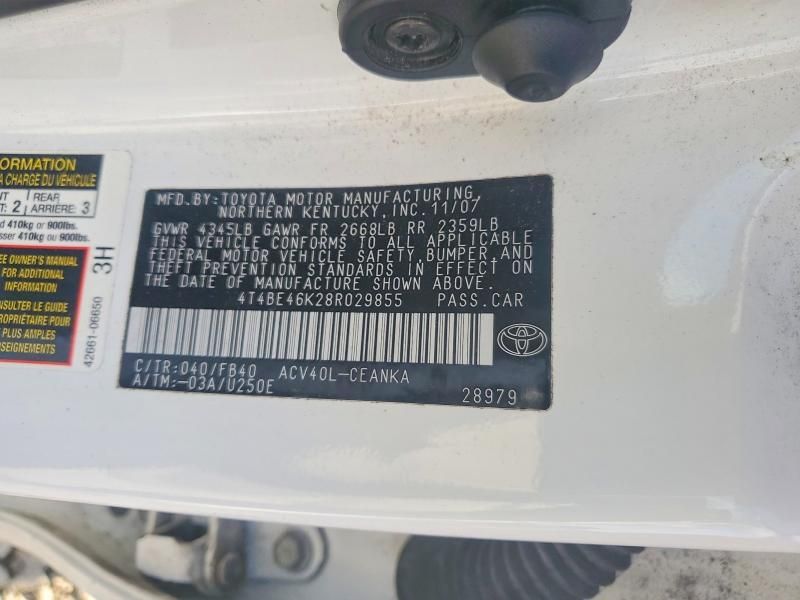 ORMATION
A CHARGE DU VÉHICULE
NT
: 2
REAR
ARRIÈRE: 3
d 410kg or 900lbs.
sser 410kg ou 900lbs.
EE OWNER'S MANUAL
FOR ADDITIONAL
INFORMATION
ONSULTER LE GUIDE
PROPRIÉTAIRE POUR
E PLUS AMPLES
ENSEIGNEMENTS
3H
42661-06650
MFD.BY:TOYOTA MOTOR MANUFACTURING
NORTHERN KENTUCKY, INC. 11/07
GVWR 4345LB GAWR FR 2668LB RR 2359LB
THIS VEHICLE CONFORMS TO ALL APPLICABLE
FEDERAL MOTOR VEHICLE SAFETY, BUMPER, AND
THEFT PREVENTION STANDARDS IN EFFECT ON
THE DATE OF MANUFACTURE SHOWN ABOVE.
4T4BE46K28R029855 PASS.CAR
C/TR:040/FB40 ACV40L-CEANKA
A/TM:-03A/U250E
28979